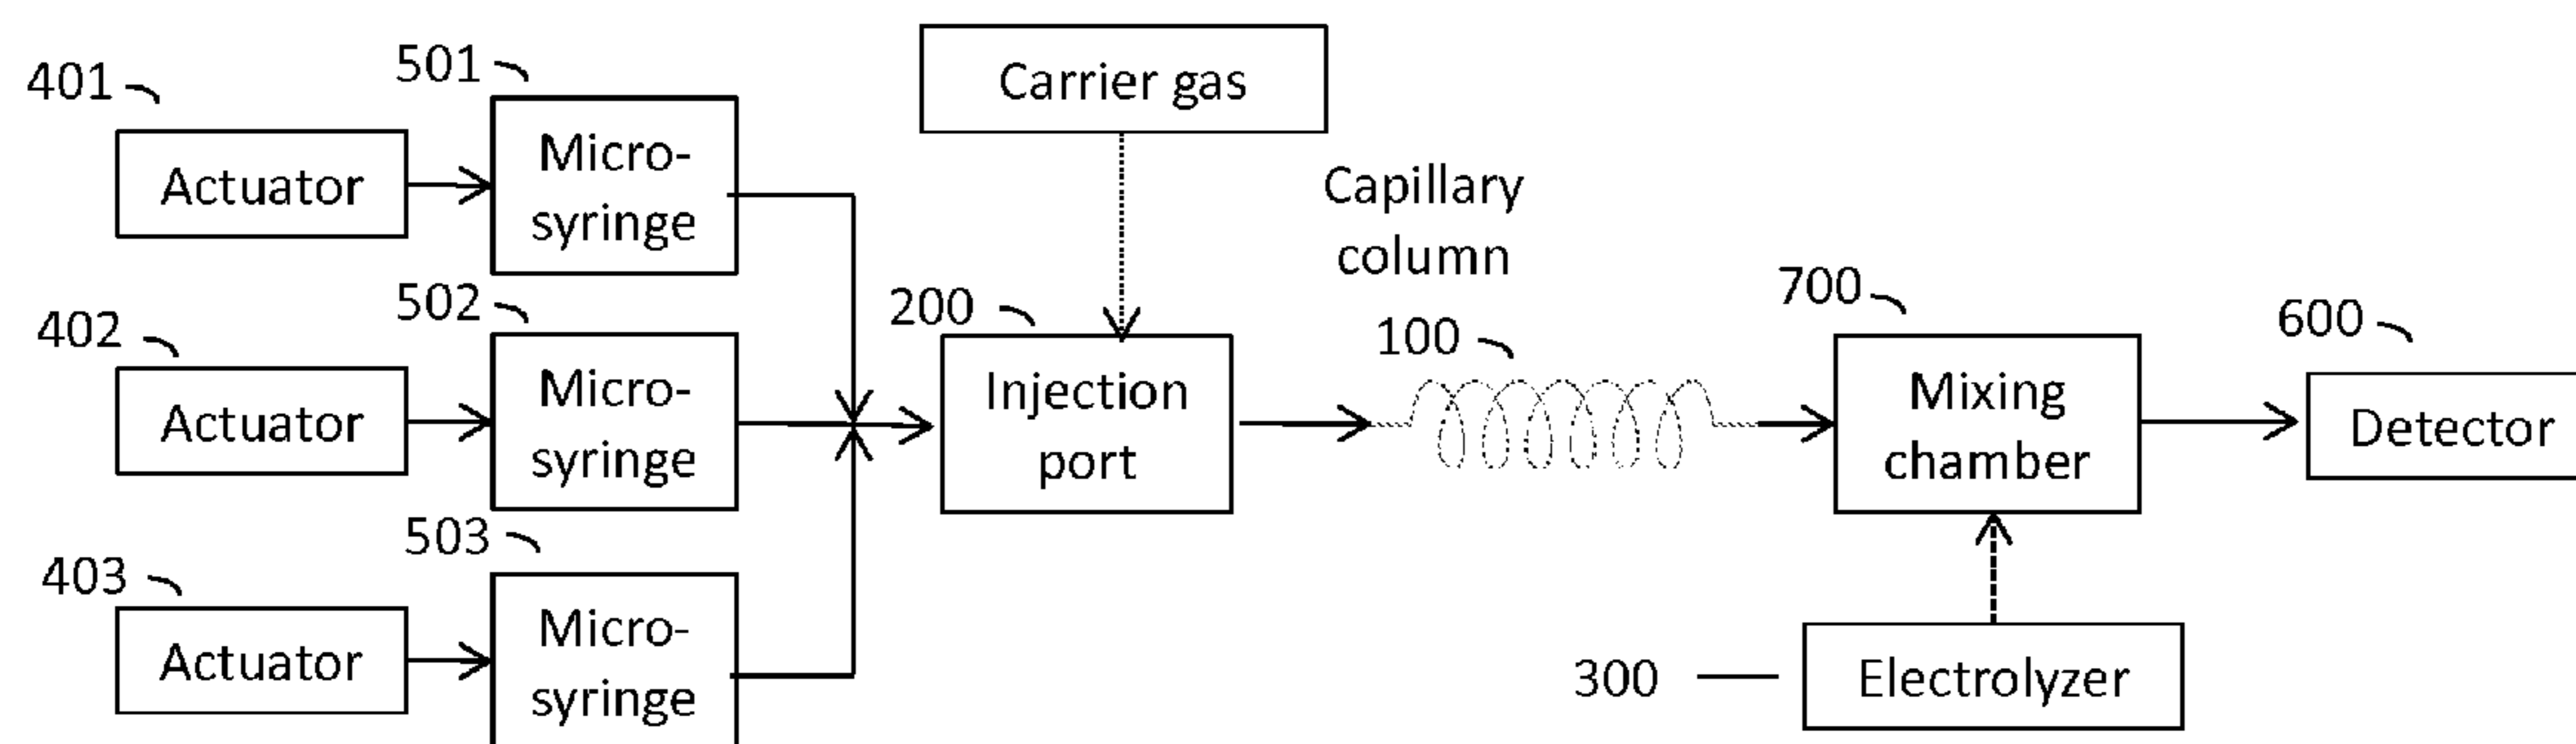 401
Actuator
501
Micro-
syringe
402
Actuator
502
Micro-
syringe
403
Actuator
503
Micro-
syringe
Carrier gas
200
Injection
port
Capillary
column
100
700
Mixing
chamber
300
Electrolyzer
600
Detector